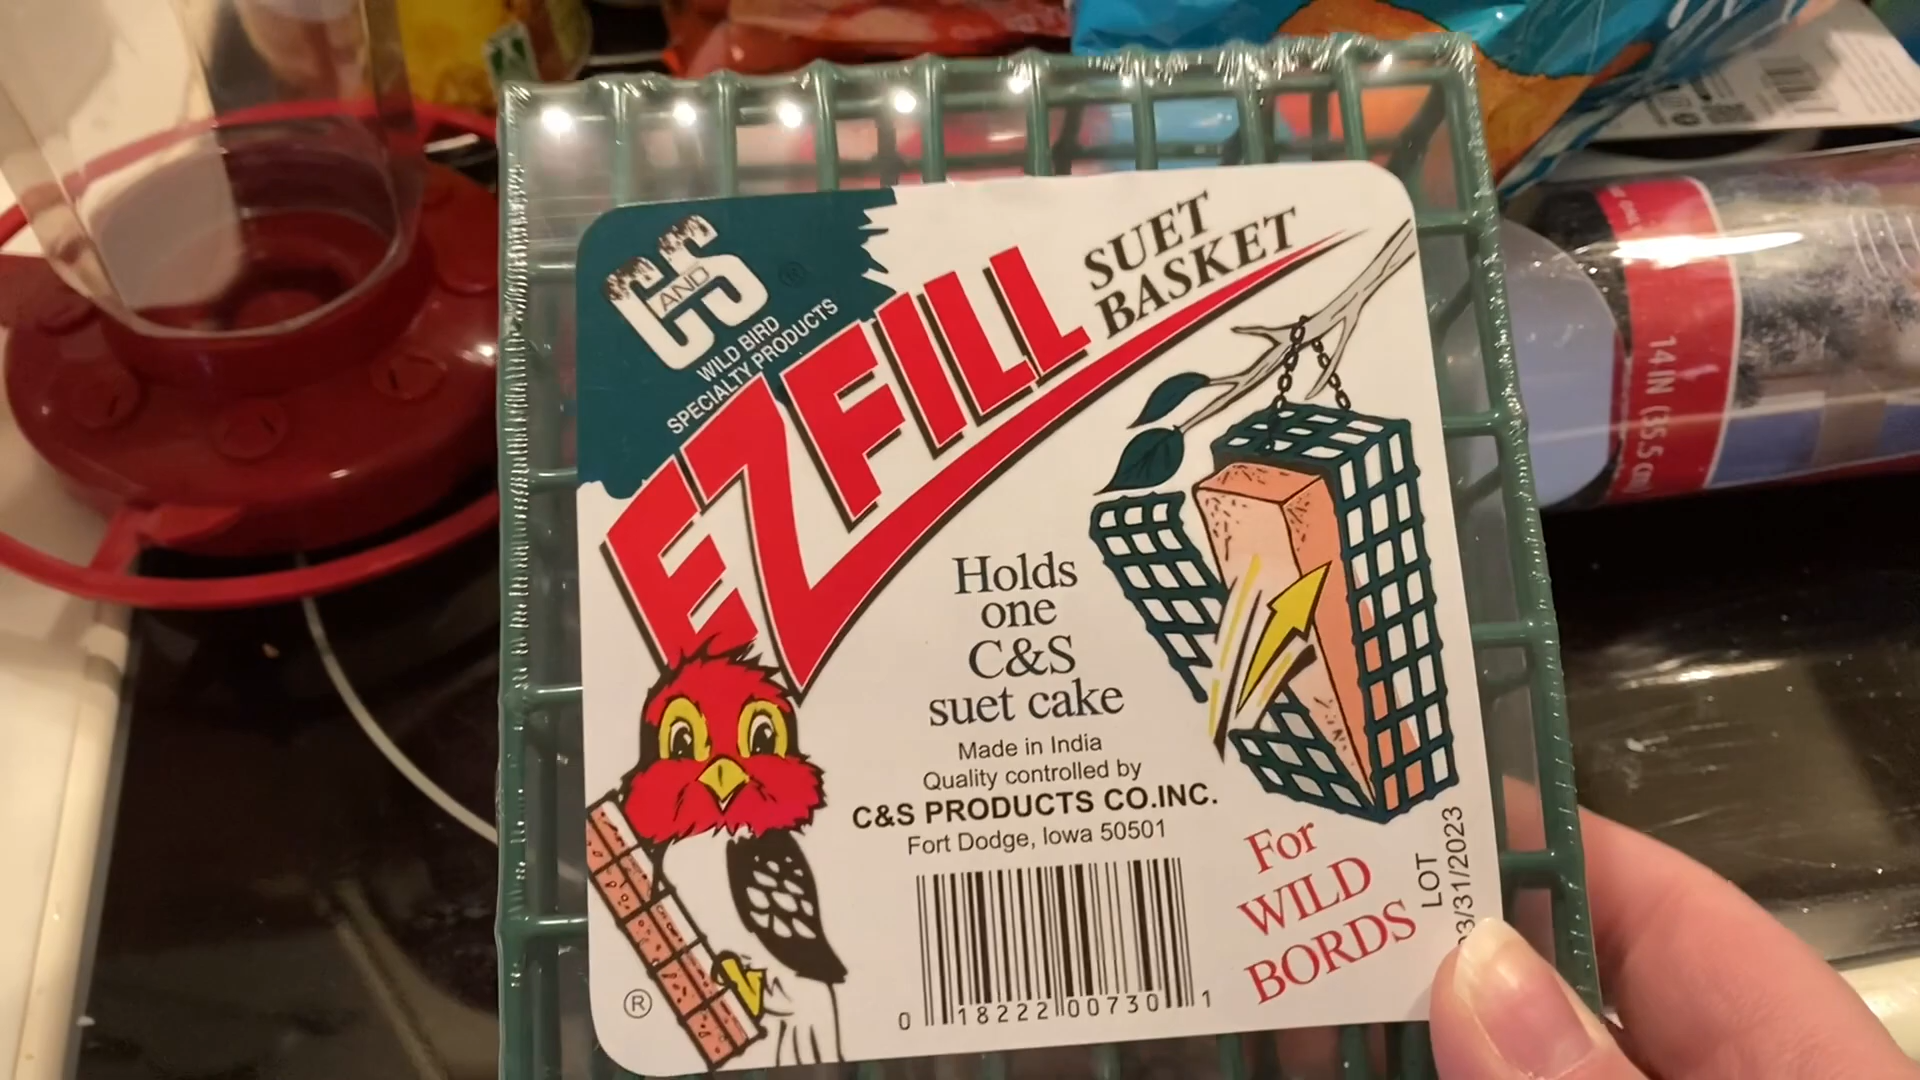 C AND S
®
WILD BIRD
SPECIALTY PRODUCTS
EZ FILL
SUET
BASKET
Holds
one
C&S
suet cake
Made in India
Quality controlled by
C&S PRODUCTS CO.INC.
Fort Dodge, Iowa 50501
For
WILD
BORDS
LOT
03/31/2023
®
0 18222 00730 1
14 IN (35.5 cm)